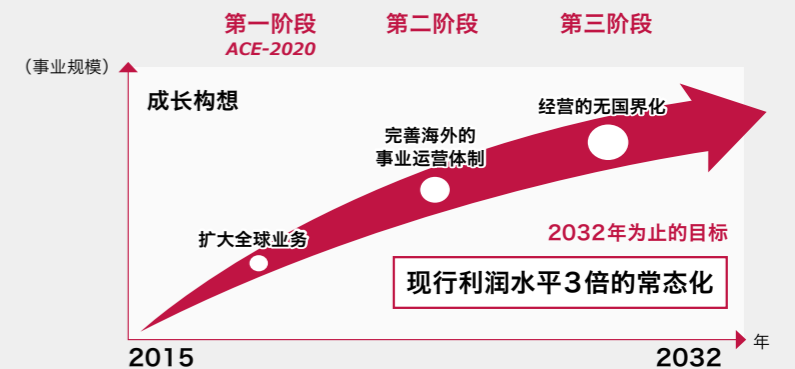 第一阶段 第二阶段 第三阶段
ACE-2020
（事业规模）
成长构想
经营的无国界化
完善海外的
事业运营体制
扩大全球业务
2032年为止的目标
现行利润水平3倍的常态化
年
2015 2032